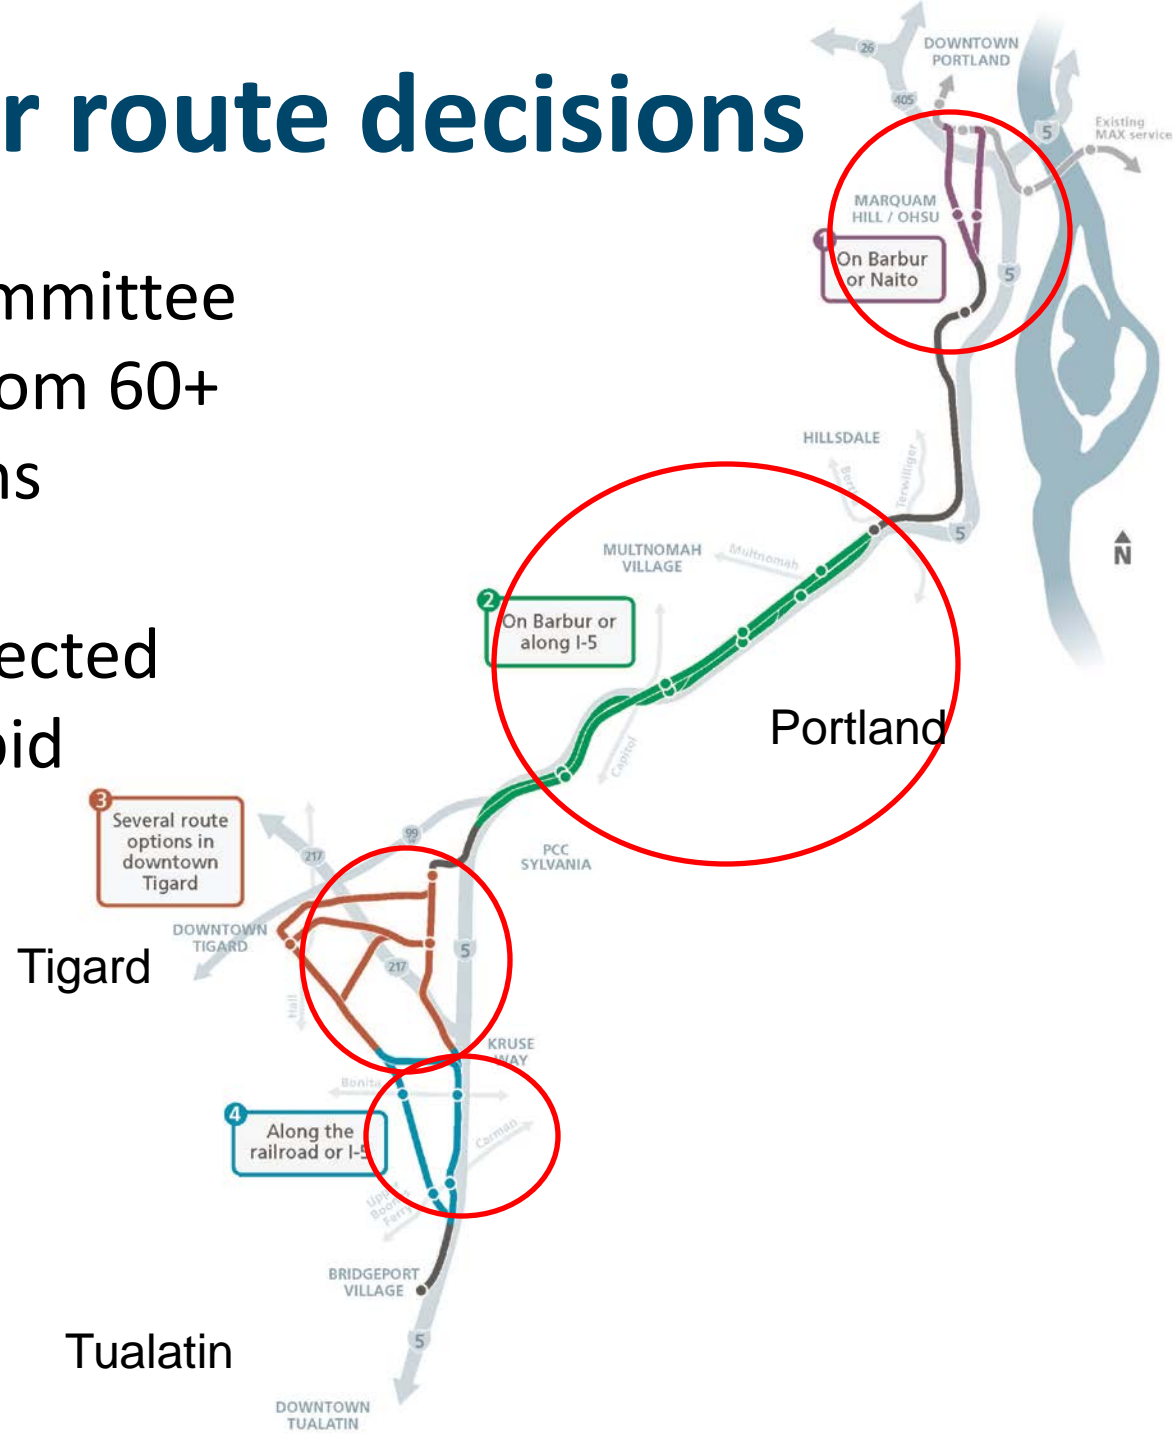 r route decisions
mmittee
om 60+
ns
ected
oid
26
DOWNTOWN
PORTLAND
405
5
Existing
MAX service
MARQUAM
HILL / OHSU
1
On Barbur
or Naito
5
HILLSDALE
Terwilliger
5
N
MULTNOMAH
VILLAGE
Multnomah
2
On Barbur or
along I-5
Portland
Capitol
3
Several route
options in
downtown
Tigard
99
217
PCC
SYLVANIA
DOWNTOWN
TIGARD
Tigard
5
217
Hall
KRUSE
WAY
Bonita
4
Along the
railroad or I-5
Carman
Upper
Boones
Ferry
BRIDGEPORT
VILLAGE
5
Tualatin
DOWNTOWN
TUALATIN